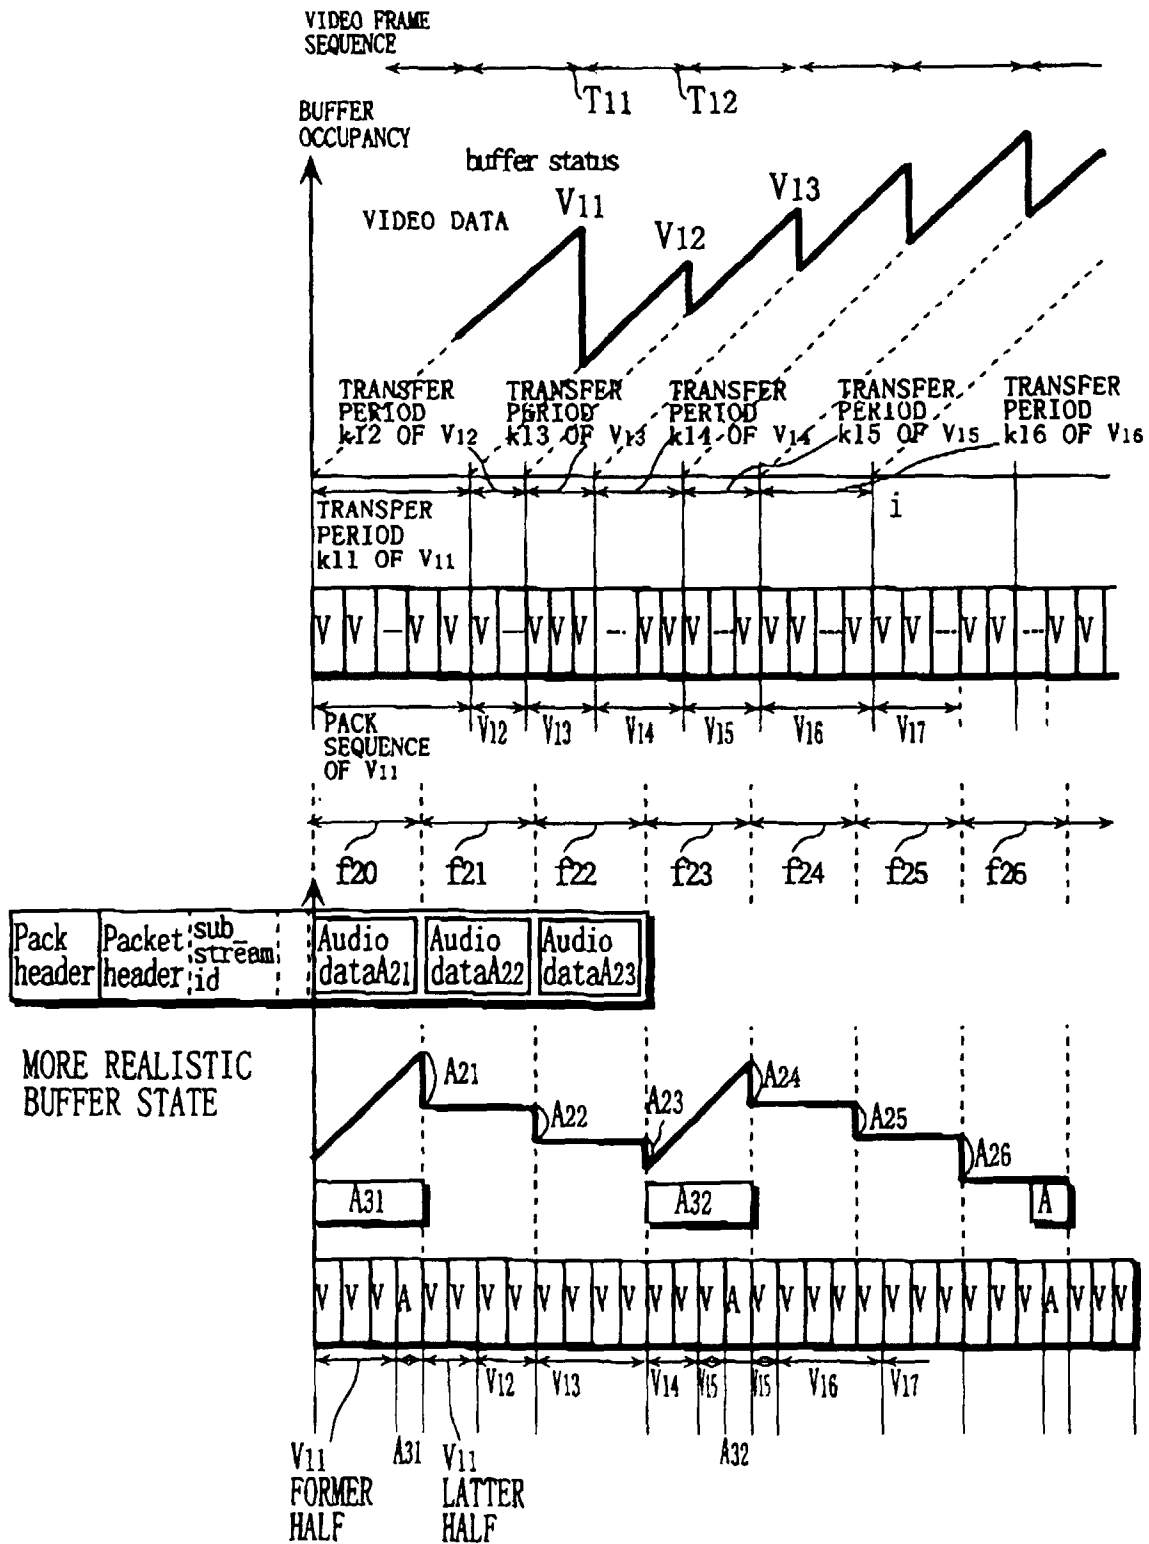 VIDEO FRAME
SEQUENCE
T11
T12
BUFFER
OCCUPANCY
buffer status
VIDEO DATA
V11
V12
V13
TRANSFER
PERIOD
k12 OF V12
TRANSFER
PERIOD
k13 OF V13
TRANSFER
PERIOD
k14 OF V14
TRANSFER
PERIOD
k15 OF V15
TRANSFER
PERIOD
k16 OF V16
TRANSFER
PERIOD
k11 OF V11
i
V V — V V V — V V V --- V V V --- V V V --- V V V --- V V --- V V
PACK
SEQUENCE
OF V11
V12 V13 V14 V15 V16 V17
f20 f21 f22 f23 f24 f25 f26
Pack
header
Packet
header
sub_
stream
id
Audio
dataA21
Audio
dataA22
Audio
dataA23
MORE REALISTIC
BUFFER STATE
A21
A22
A23
A24
A25
A26
A31
A32
A
V V V A V V V V V V V V V V V A V V V V V V V V V V V A V V V
V12 V13 V14 V15 V15 V16 V17
A31
A32
V11
FORMER
HALF
V11
LATTER
HALF